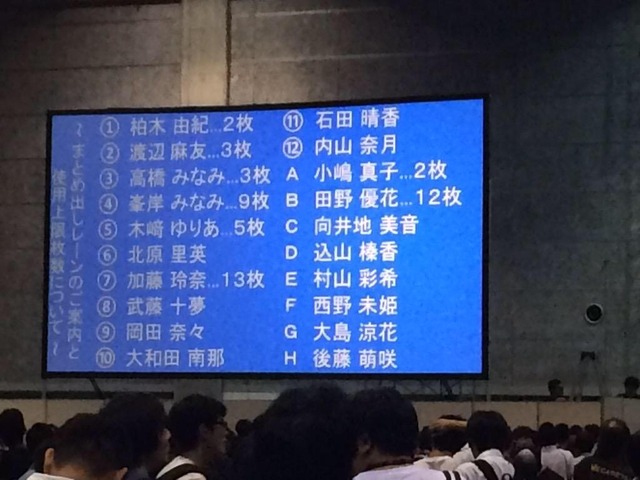 ～まとめ出しレーンのご案内と
使用上限枚数について～
① 柏木 由紀…2枚
② 渡辺 麻友…3枚
③ 高橋 みなみ…3枚
④ 峯岸 みなみ…9枚
⑤ 木﨑 ゆりあ…5枚
⑥ 北原 里英
⑦ 加藤 玲奈…13枚
⑧ 武藤 十夢
⑨ 岡田 奈々
⑩ 大和田 南那
⑪ 石田 晴香
⑫ 内山 奈月
A 小嶋 真子…2枚
B 田野 優花…12枚
C 向井地 美音
D 込山 榛香
E 村山 彩希
F 西野 未姫
G 大島 涼花
H 後藤 萌咲